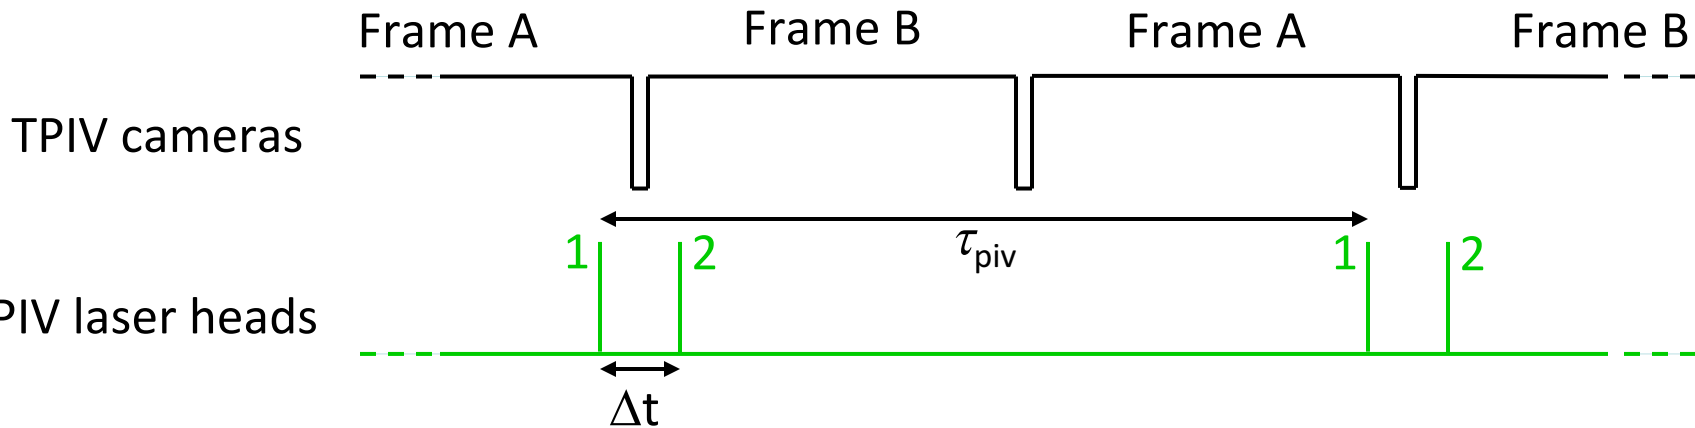 Frame A Frame B Frame A Frame B
TPIV cameras
τpiv
1 2 1 2
PIV laser heads
Δt